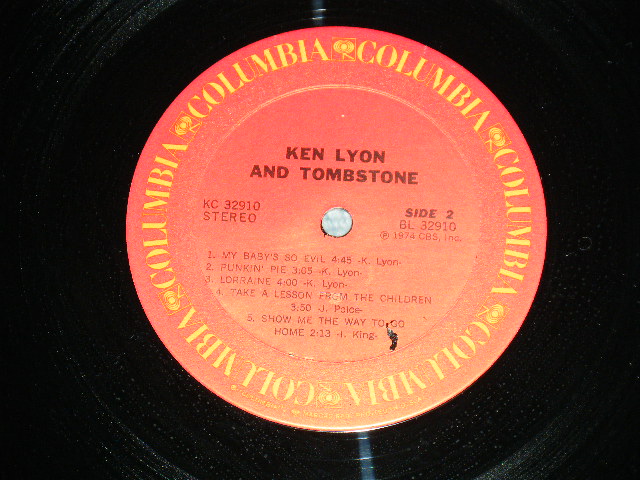 COLUMBIA COLUMBIA COLUMBIA COLUMBIA COLUMBIA COLUMBIA
KEN LYON
AND TOMBSTONE
KC 32910
STEREO
SIDE 2
BL 32910
℗ 1974 CBS, Inc.
1. MY BABY'S SO EVIL 4:45 -K. Lyon-
2. PUNKIN' PIE 3:05 -K. Lyon-
3. LORRAINE 4:00 -K. Lyon-
4. TAKE A LESSON FROM THE CHILDREN
3:50 -J. Poice-
5. SHOW ME THE WAY TO GO
HOME 2:13 -I. King-